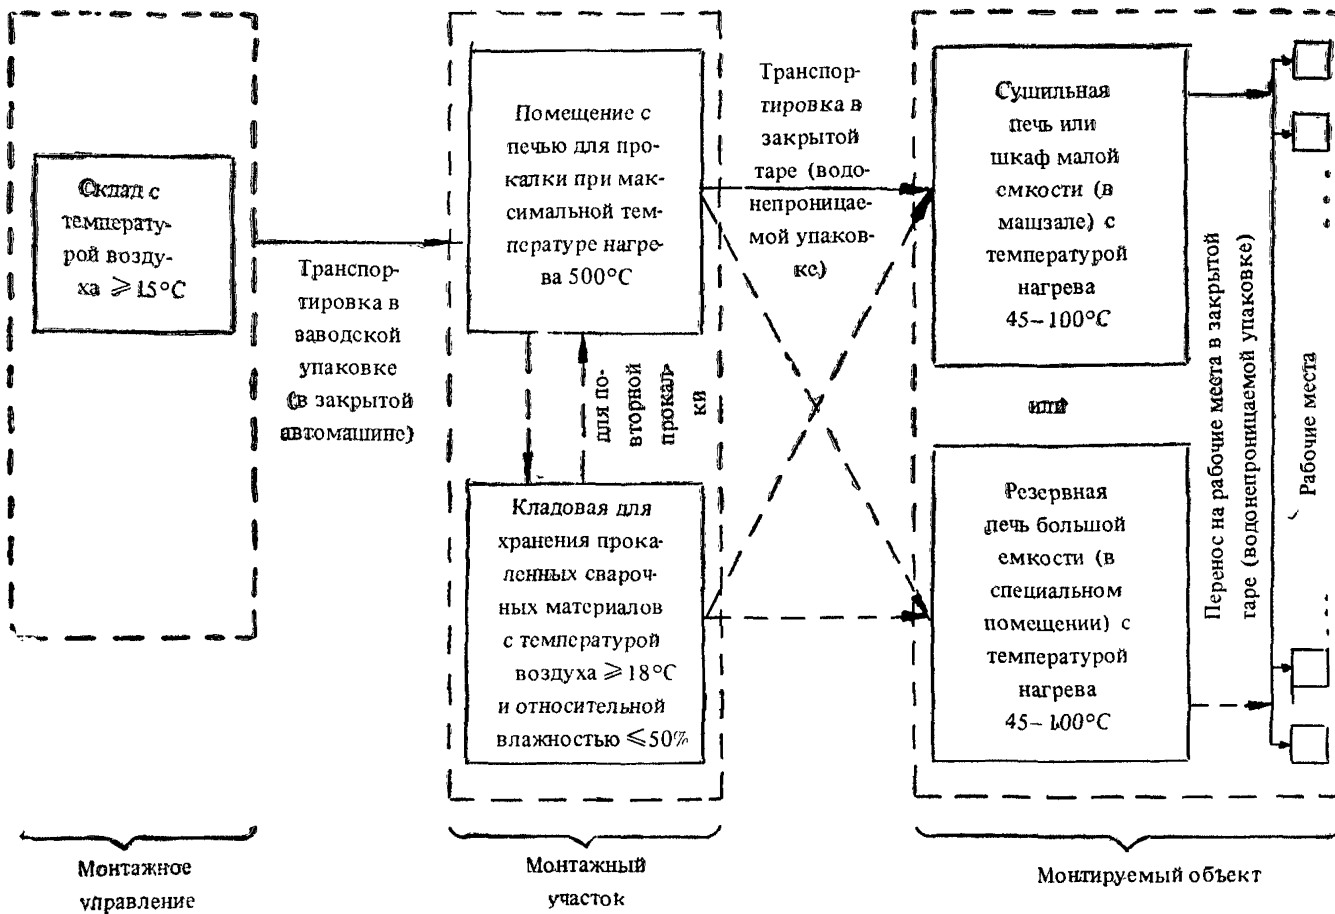 Склад с
температу-
рой возду-
ха ⩾ 15°С
Транспор-
тировка в
заводской
упаковке
(в закрытой
автомашине)
Помещение с
печью для про-
калки при мак-
симальной тем-
пературе нагре-
ва 500°С
для по-
вторной
прокал-
ки
Кладовая для
хранения прока-
ленных свароч-
ных материалов
с температурой
воздуха ⩾ 18°С
и относительной
влажностью ⩽ 50%
Транспор-
тировка в
закрытой
таре (водо-
непроницае-
мой упаков-
ке)
Сушильная
печь или
шкаф малой
емкости (в
машзале) с
температурой
нагрева
45–100°С
или
Резервная
печь большой
емкости (в
специальном
помещении) с
температурой
нагрева
45–100°С
Перенос на рабочие места в закрытой
таре (водонепроницаемой упаковке)
Рабочие места
Монтажное
управление
Монтажный
участок
Монтируемый объект